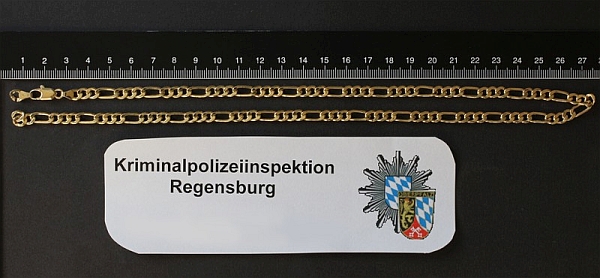 1 2 3 4 5 6 7 8 9 10 11 12 13 14 15 16 17 18 19 20 21 22 23 24 25 26 27
Kriminalpolizeiinspektion
Regensburg
OBERPFALZ